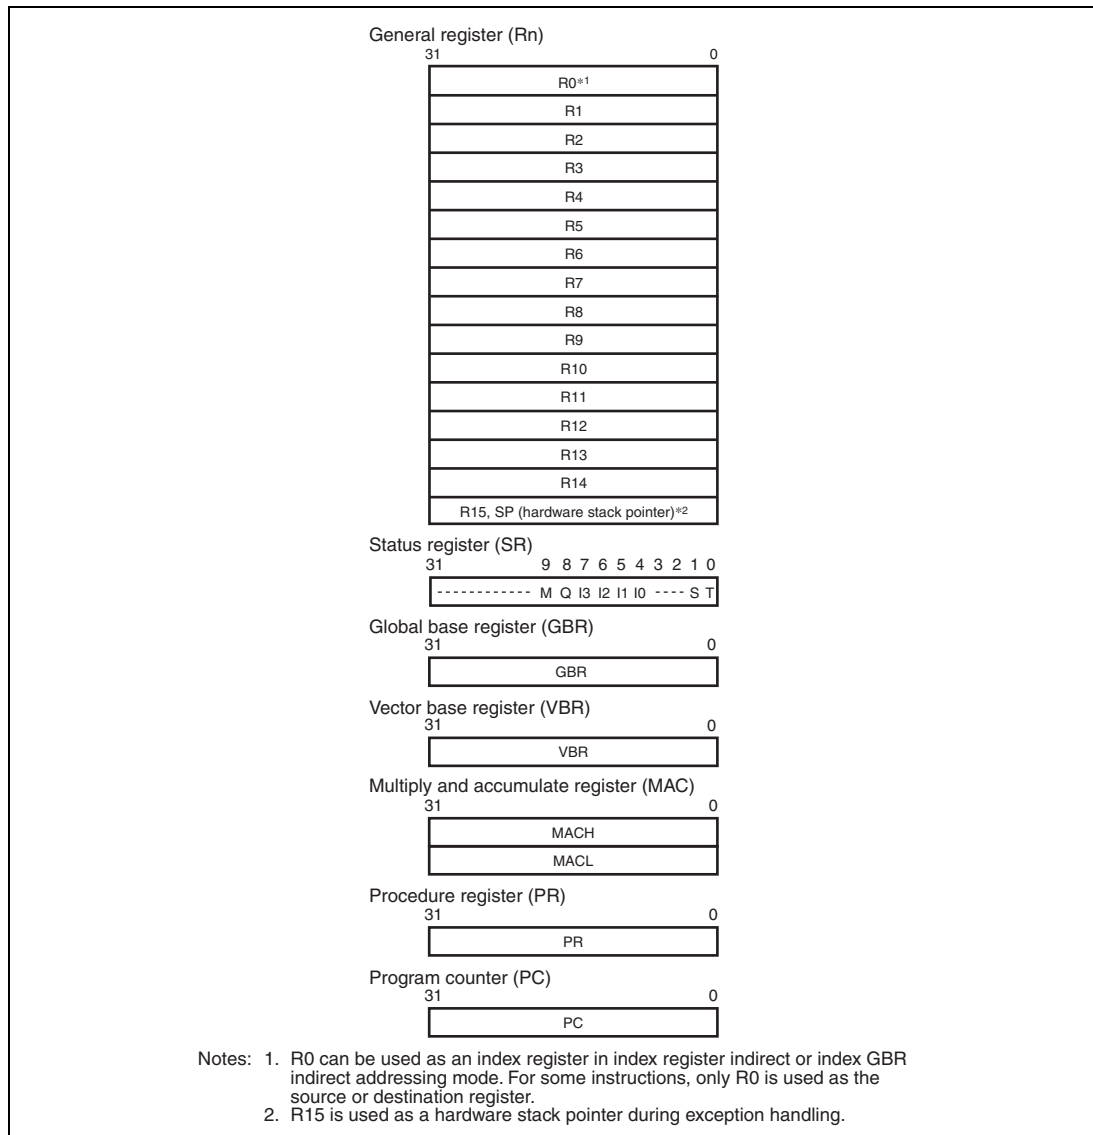 General register (Rn)
31 0
R0*1
R1
R2
R3
R4
R5
R6
R7
R8
R9
R10
R11
R12
R13
R14
R15, SP (hardware stack pointer)*2
Status register (SR)
31 9 8 7 6 5 4 3 2 1 0
------------ M Q I3 I2 I1 I0 ---- S T
Global base register (GBR)
31 0
GBR
Vector base register (VBR)
31 0
VBR
Multiply and accumulate register (MAC)
31 0
MACH
MACL
Procedure register (PR)
31 0
PR
Program counter (PC)
31 0
PC
Notes: 1. R0 can be used as an index register in index register indirect or index GBR
indirect addressing mode. For some instructions, only R0 is used as the
source or destination register.
2. R15 is used as a hardware stack pointer during exception handling.